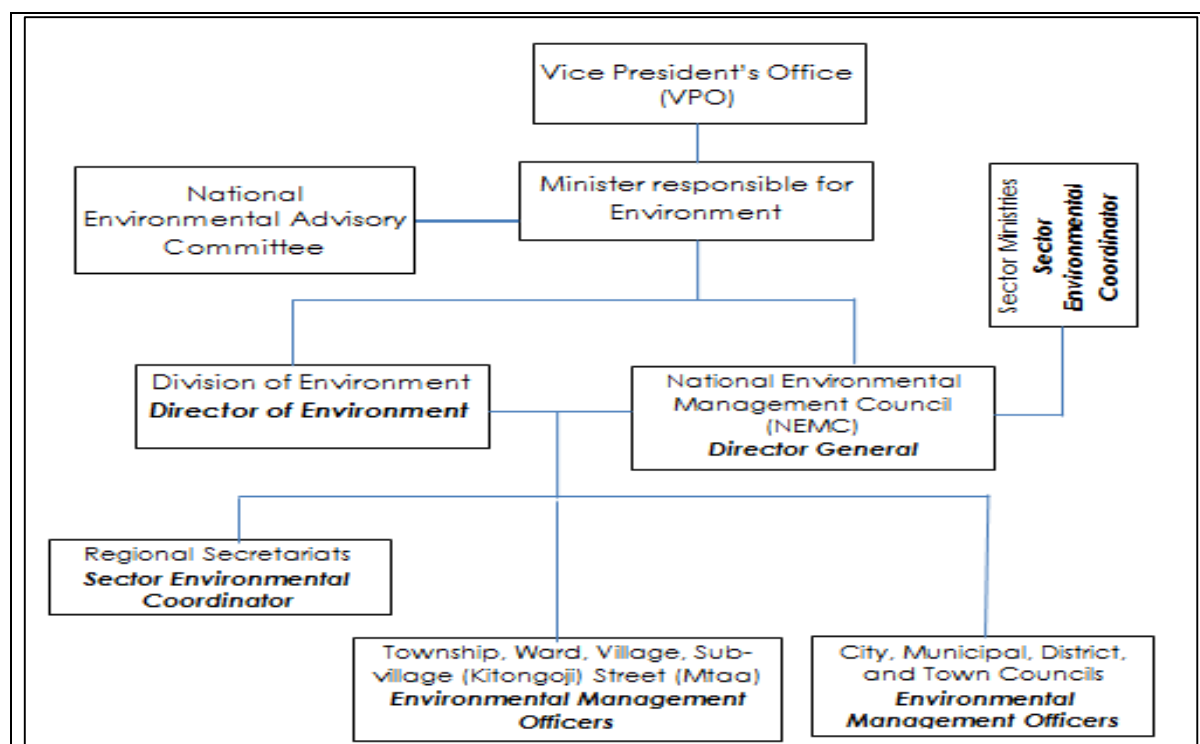 Vice President's Office
(VPO)
National
Environmental Advisory
Committee
Minister responsible for
Environment
Sector Ministries
Sector
Environmental
Coordinator
Division of Environment
Director of Environment
National Environmental
Management Council
(NEMC)
Director General
Regional Secretariats
Sector Environmental
Coordinator
Township, Ward, Village, Sub-
village (Kitongoji) Street (Mtaa)
Environmental Management
Officers
City, Municipal, District,
and Town Councils
Environmental
Management Officers